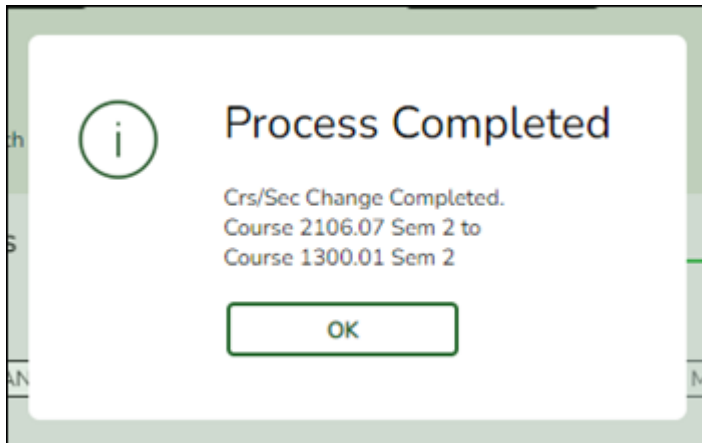 Process Completed
Crs/Sec Change Completed.
Course 2106.07 Sem 2 to
Course 1300.01 Sem 2
OK